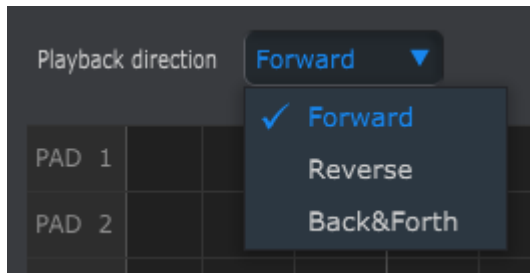 Playback direction Forward
Forward
Reverse
Back&Forth
PAD 1
PAD 2